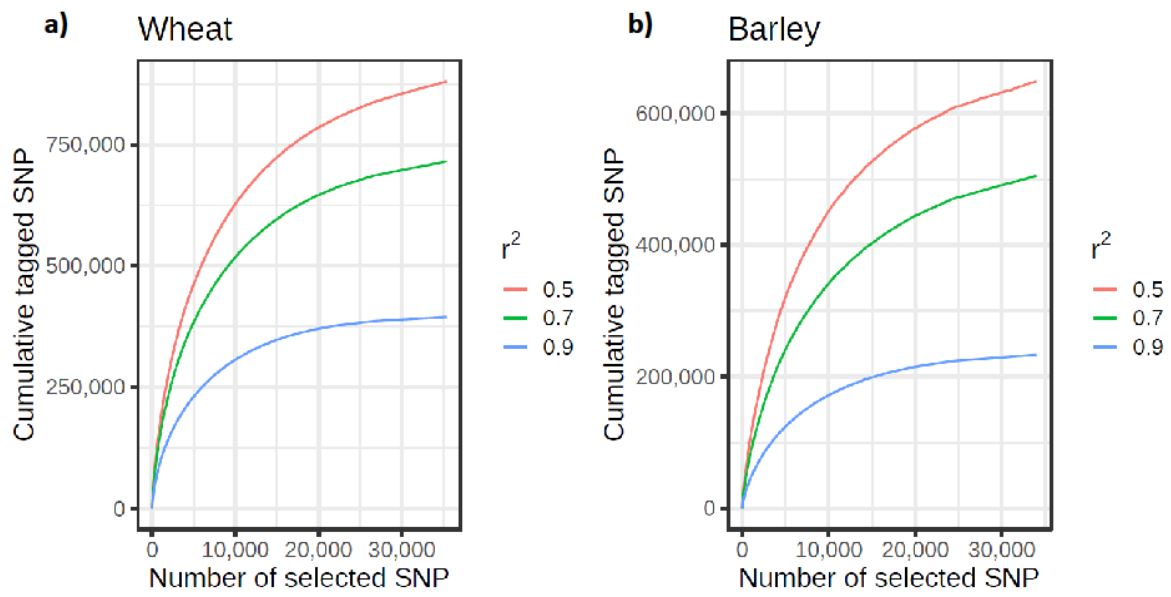 a) Wheat
Cumulative tagged SNP
750,000
500,000
250,000
0
0 10,000 20,000 30,000
Number of selected SNP
r2
0.5
0.7
0.9
b) Barley
Cumulative tagged SNP
600,000
400,000
200,000
0
0 10,000 20,000 30,000
Number of selected SNP
r2
0.5
0.7
0.9